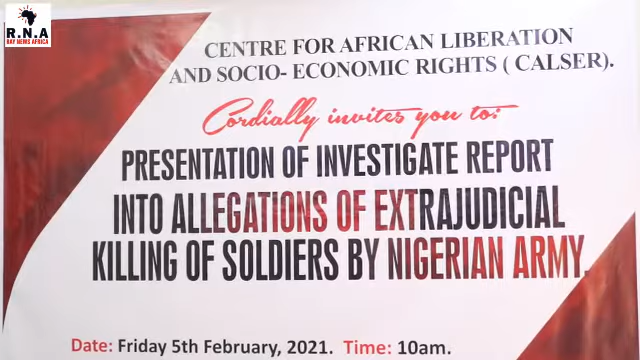 R.N.A
RAY NEWS AFRICA
CENTRE FOR AFRICAN LIBERATION
AND SOCIO- ECONOMIC RIGHTS ( CALSER).
Cordially invites you to:
PRESENTATION OF INVESTIGATE REPORT
INTO ALLEGATIONS OF EXTRAJUDICIAL
KILLING OF SOLDIERS BY NIGERIAN ARMY.
Date: Friday 5th February, 2021. Time: 10am.